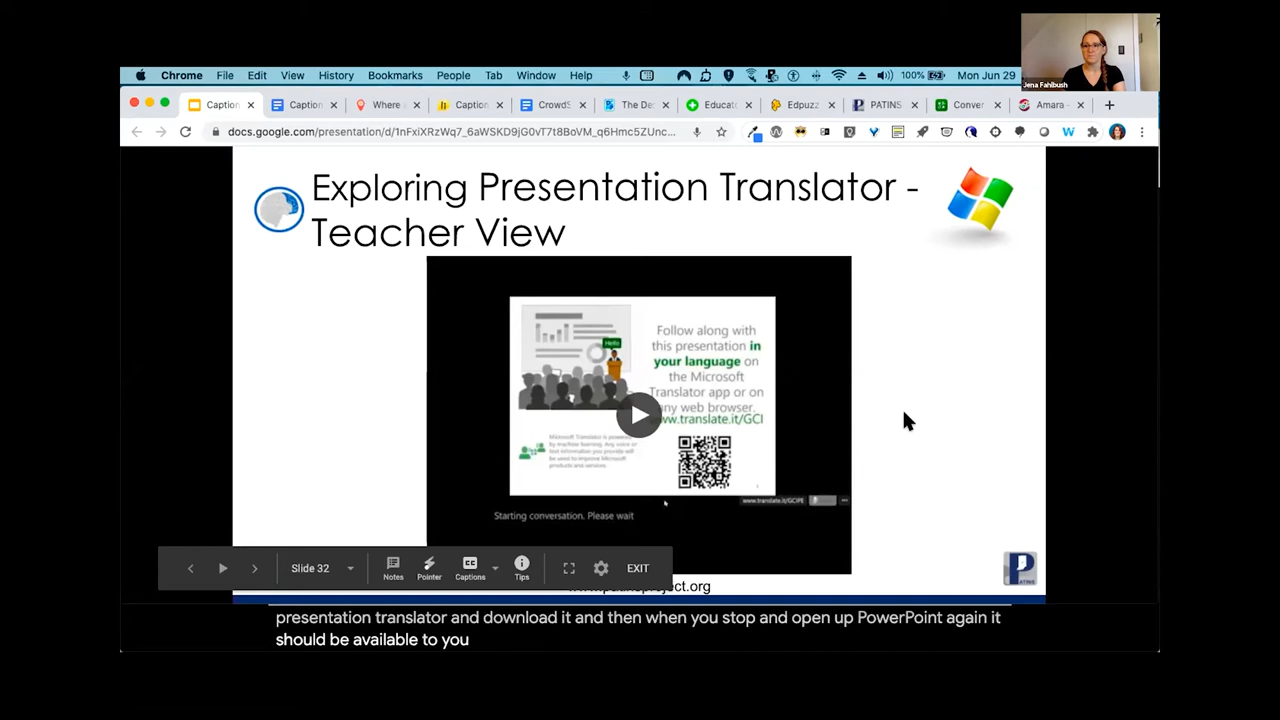 Jena Fahlbush
Chrome File Edit View History Bookmarks People Tab Window Help 100% Mon Jun 29
Caption Caption Where A Caption CrowdS The De Educat Edpuzz PATINS Conver Amara -
docs.google.com/presentation/d/1nFxiXRzWq7_6aWSKD9jG0vT7t8BoVM_q6Hmc5ZUnc...
Exploring Presentation Translator -
Teacher View
Hello
Follow along with
this presentation in
your language on
the Microsoft
Translator app or on
any web browser.
www.translate.it/GCI
Microsoft Translator is powered
by machine learning. Any voice or
text information you provide will
be used to improve Microsoft
products and services
www.translate.it/GCIPE
Starting conversation. Please wait
Slide 32
Notes Pointer Captions Tips EXIT
PATINS
presentation translator and download it and then when you stop and open up PowerPoint again it
should be available to you